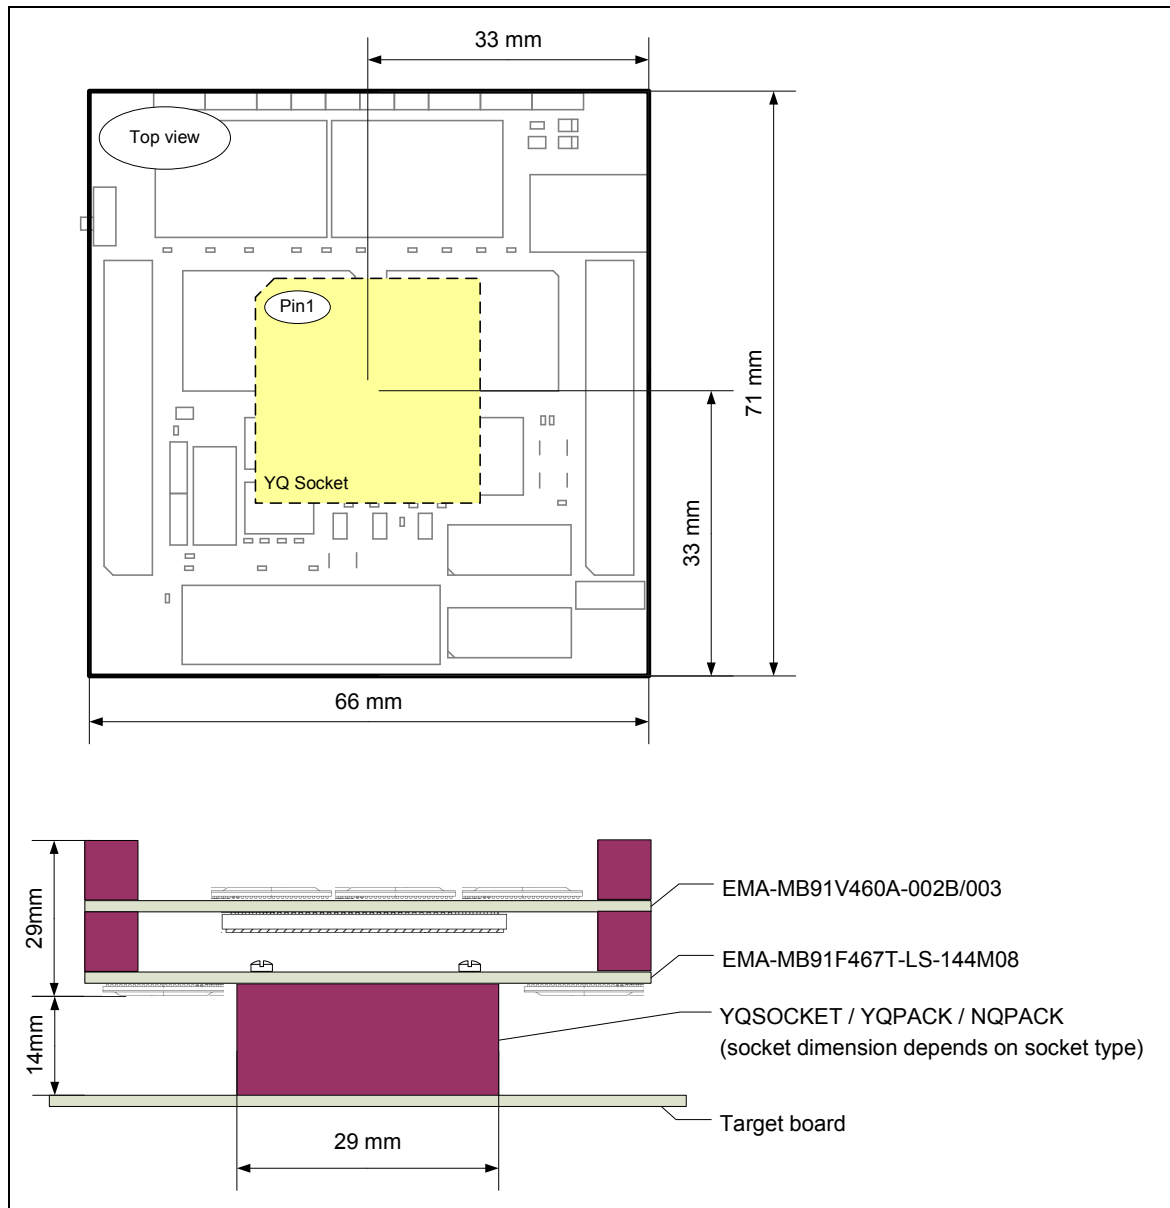 33 mm
Top view
Pin1
71 mm
YQ Socket
33 mm
66 mm
29mm
EMA-MB91V460A-002B/003
EMA-MB91F467T-LS-144M08
14mm
YQSOCKET / YQPACK / NQPACK
(socket dimension depends on socket type)
Target board
29 mm